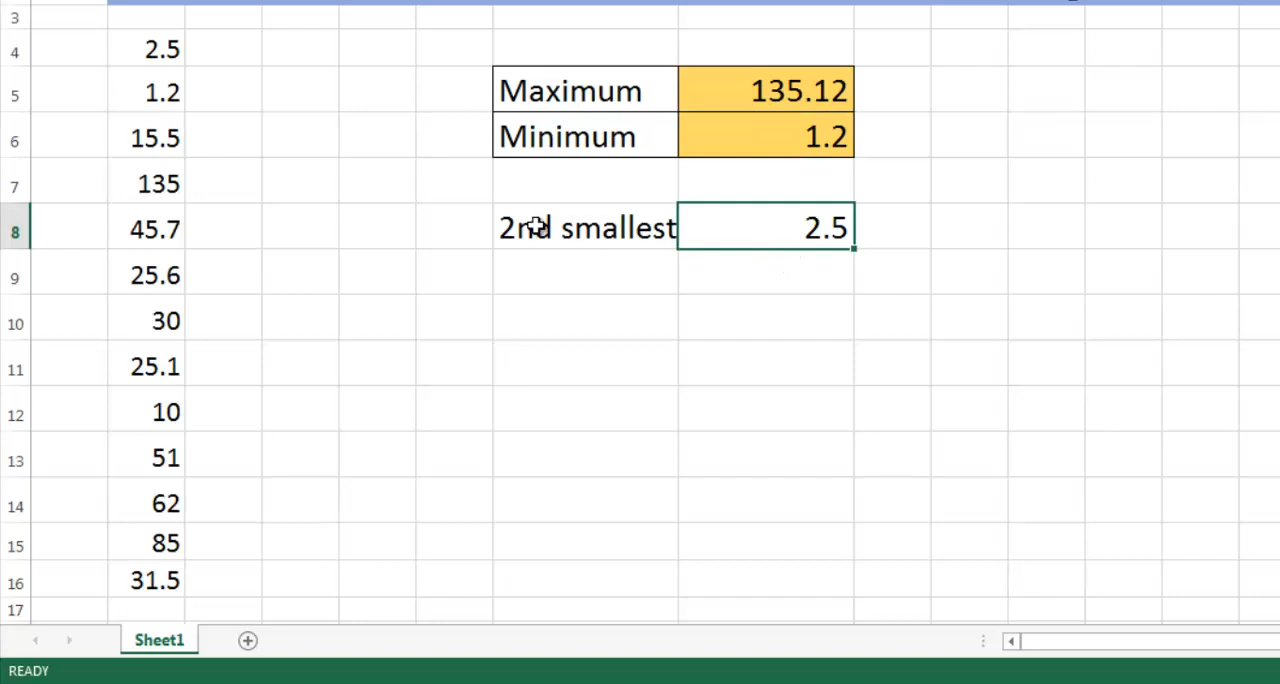 3
4 2.5
5 1.2 Maximum 135.12
6 15.5 Minimum 1.2
7 135
8 45.7 2nd smallest 2.5
9 25.6
10 30
11 25.1
12 10
13 51
14 62
15 85
16 31.5
17
Sheet1
READY